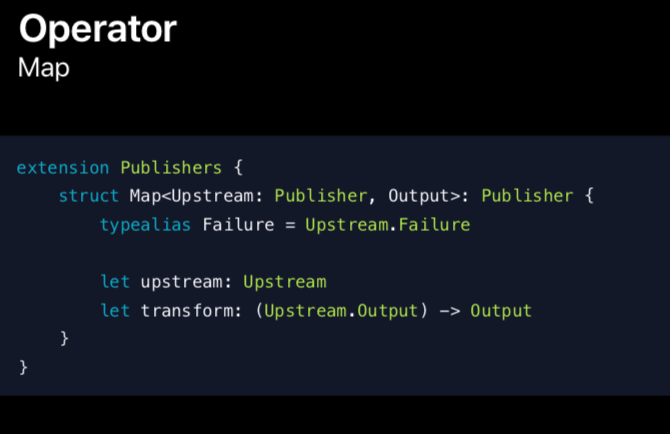 Operator
Map
extension Publishers {
    struct Map<Upstream: Publisher, Output>: Publisher {
        typealias Failure = Upstream.Failure

        let upstream: Upstream
        let transform: (Upstream.Output) -> Output
    }
}